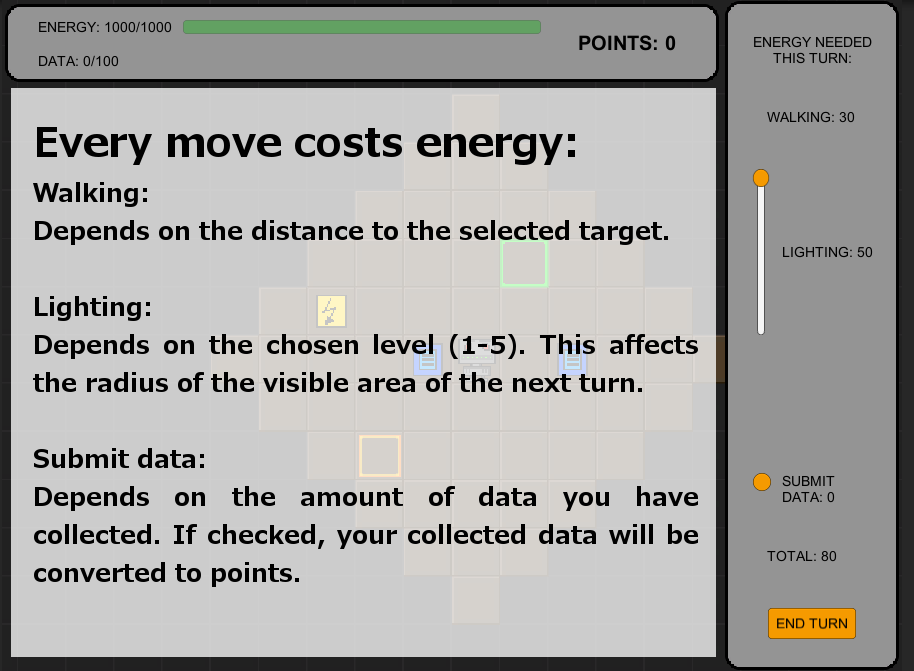 ENERGY: 1000/1000
DATA: 0/100
POINTS: 0
Every move costs energy:
Walking:
Depends on the distance to the selected target.
Lighting:
Depends on the chosen level (1-5). This affects
the radius of the visible area of the next turn.
Submit data:
Depends on the amount of data you have
collected. If checked, your collected data will be
converted to points.
ENERGY NEEDED
THIS TURN:
WALKING: 30
LIGHTING: 50
SUBMIT
DATA: 0
TOTAL: 80
END TURN